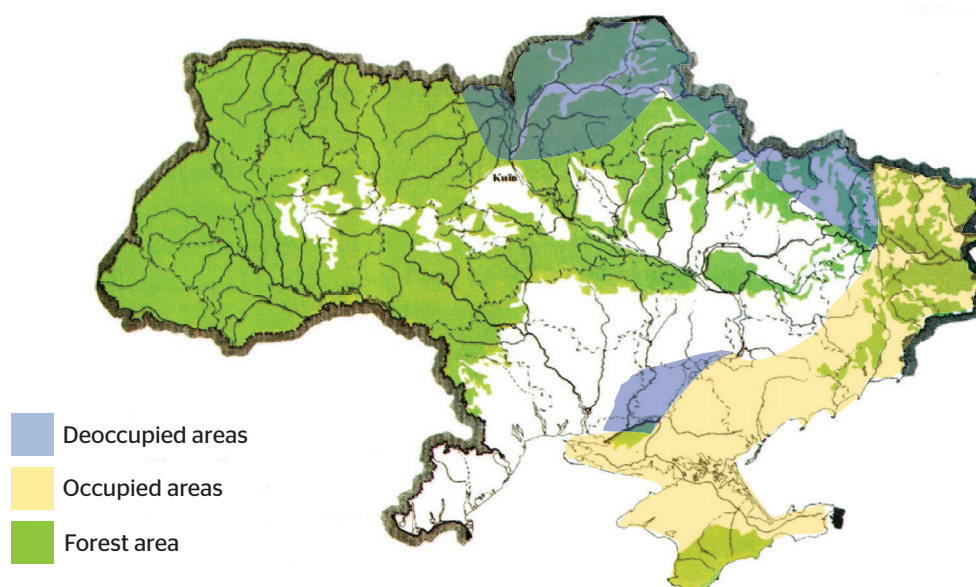 Київ
Deoccupied areas
Occupied areas
Forest area